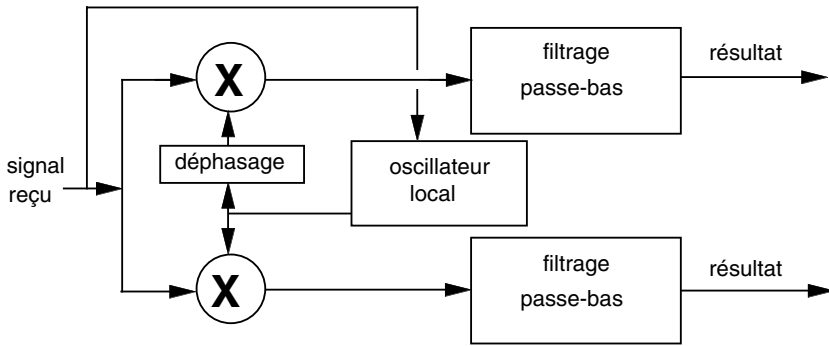 filtrage
passe-bas
résultat
X
déphasage
oscillateur
local
signal
reçu
X
filtrage
passe-bas
résultat